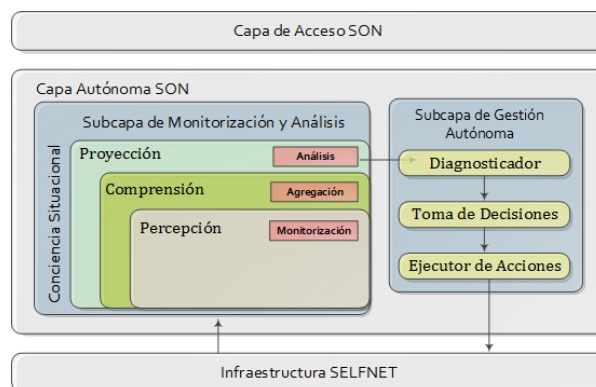 Capa de Acceso SON
Capa Autónoma SON
Conciencia Situacional
Subcapa de Monitorización y Análisis
Proyección
Análisis
Comprensión
Agregación
Percepción
Monitorización
Subcapa de Gestión
Autónoma
Diagnosticador
Toma de Decisiones
Ejecutor de Acciones
Infraestructura SELFNET